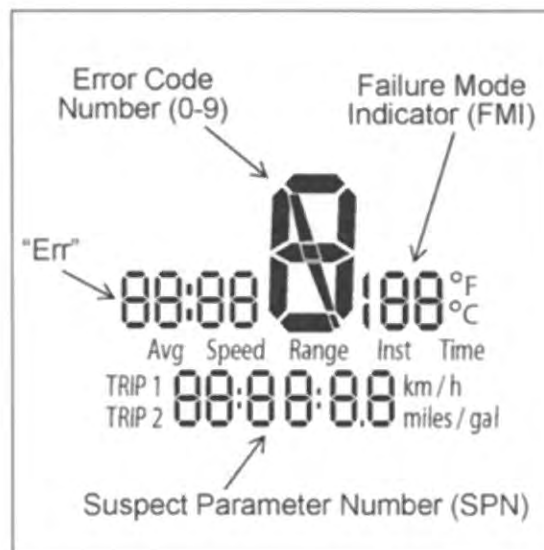 Error Code
Number (0-9)
Failure Mode
Indicator (FMI)
"Err"
88:88
188
°F
°C
Avg Speed Range Inst Time
TRIP 1
TRIP 2
88:88:8.8
km / h
miles / gal
Suspect Parameter Number (SPN)